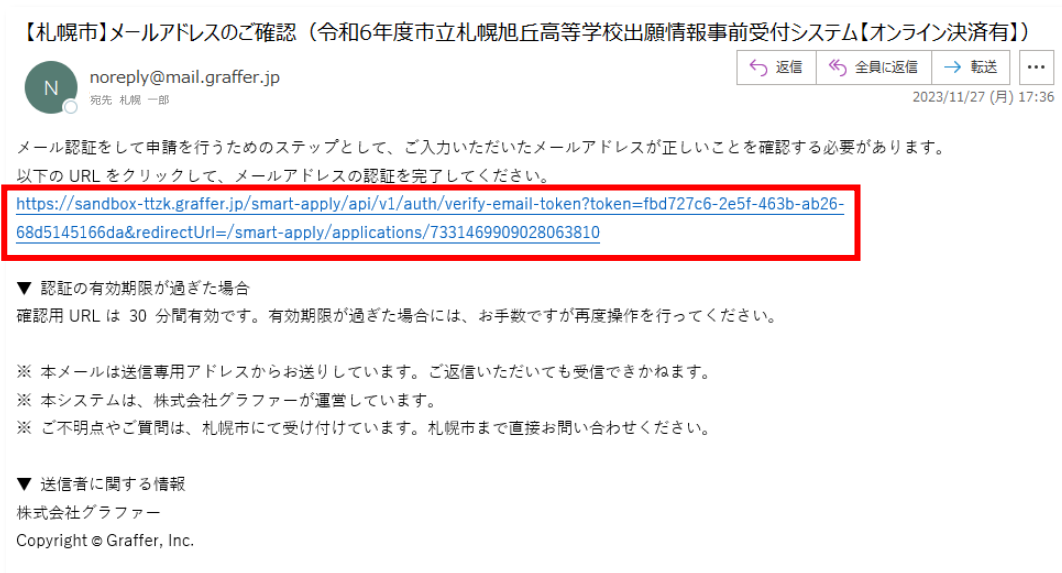 【札幌市】メールアドレスのご確認（令和6年度市立札幌旭丘高等学校出願情報事前受付システム【オンライン決済有】）
N
noreply@mail.graffer.jp
宛先 札幌 一郎
返信 全員に返信 転送 …
2023/11/27 (月) 17:36
メール認証をして申請を行うためのステップとして、ご入力いただいたメールアドレスが正しいことを確認する必要があります。
以下の URL をクリックして、メールアドレスの認証を完了してください。
https://sandbox-ttzk.graffer.jp/smart-apply/api/v1/auth/verify-email-token?token=fbd727c6-2e5f-463b-ab26-
68d5145166da&redirectUrl=/smart-apply/applications/7331469909028063810
▼ 認証の有効期限が過ぎた場合
確認用 URL は 30 分間有効です。有効期限が過ぎた場合には、お手数ですが再度操作を行ってください。
※ 本メールは送信専用アドレスからお送りしています。ご返信いただいても受信できかねます。
※ 本システムは、株式会社グラファーが運営しています。
※ ご不明点やご質問は、札幌市にて受け付けています。札幌市まで直接お問い合わせください。
▼ 送信者に関する情報
株式会社グラファー
Copyright © Graffer, Inc.